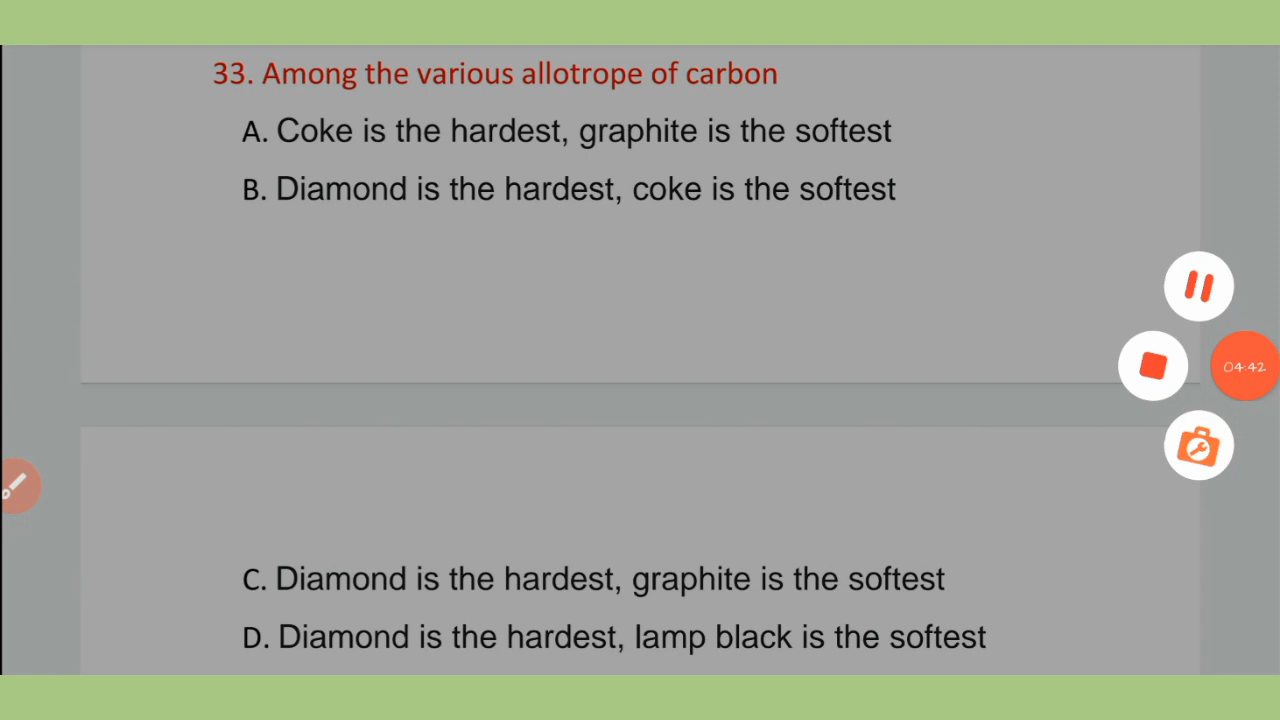 33. Among the various allotrope of carbon
A. Coke is the hardest, graphite is the softest
B. Diamond is the hardest, coke is the softest
04:42
C. Diamond is the hardest, graphite is the softest
D. Diamond is the hardest, lamp black is the softest